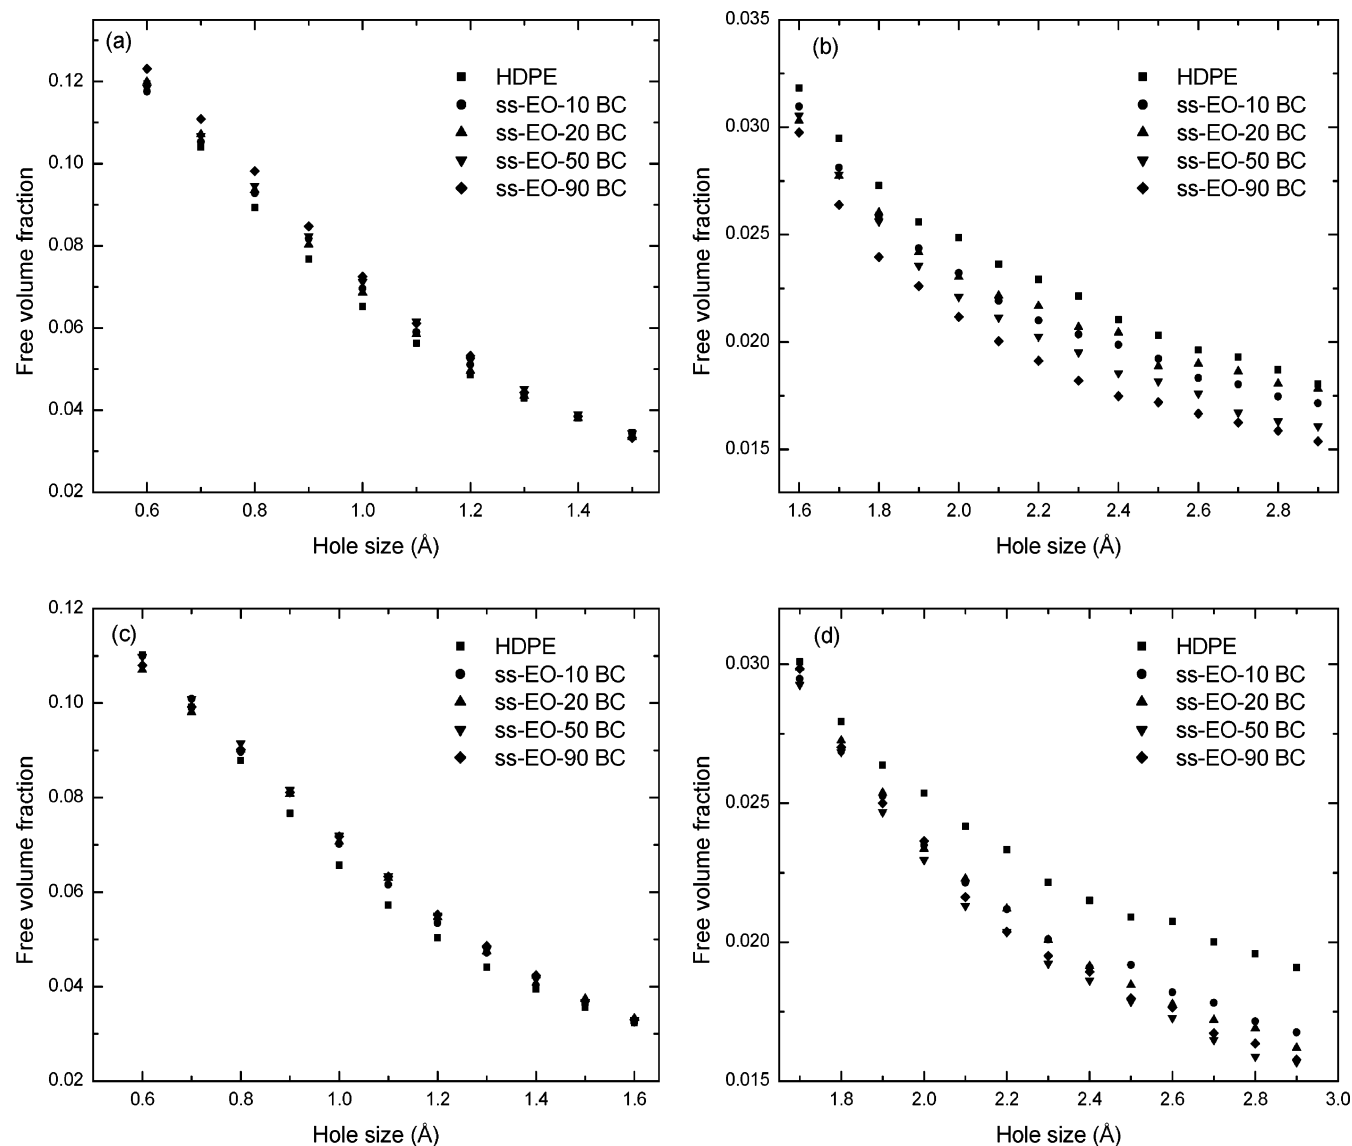 (a)
HDPE
ss-EO-10 BC
ss-EO-20 BC
ss-EO-50 BC
ss-EO-90 BC
0.12
0.10
0.08
0.06
0.04
0.02
Free volume fraction
0.6 0.8 1.0 1.2 1.4
Hole size (Å)
(b)
HDPE
ss-EO-10 BC
ss-EO-20 BC
ss-EO-50 BC
ss-EO-90 BC
0.035
0.030
0.025
0.020
0.015
Free volume fraction
1.6 1.8 2.0 2.2 2.4 2.6 2.8
Hole size (Å)
(c)
HDPE
ss-EO-10 BC
ss-EO-20 BC
ss-EO-50 BC
ss-EO-90 BC
0.12
0.10
0.08
0.06
0.04
0.02
Free volume fraction
0.6 0.8 1.0 1.2 1.4 1.6
Hole size (Å)
(d)
HDPE
ss-EO-10 BC
ss-EO-20 BC
ss-EO-50 BC
ss-EO-90 BC
0.030
0.025
0.020
0.015
Free volume fraction
1.8 2.0 2.2 2.4 2.6 2.8 3.0
Hole size (Å)